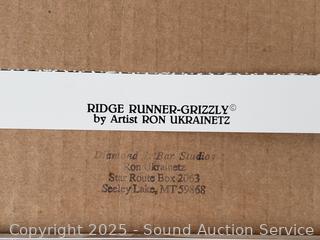 RIDGE RUNNER-GRIZZLY©
by Artist RON UKRAINETZ
Diamond Bar Studios
Ron Ukrainetz
Star Route Box 2063
Seeley Lake, MT 59868
Copyright 2025 - Sound Auction Service